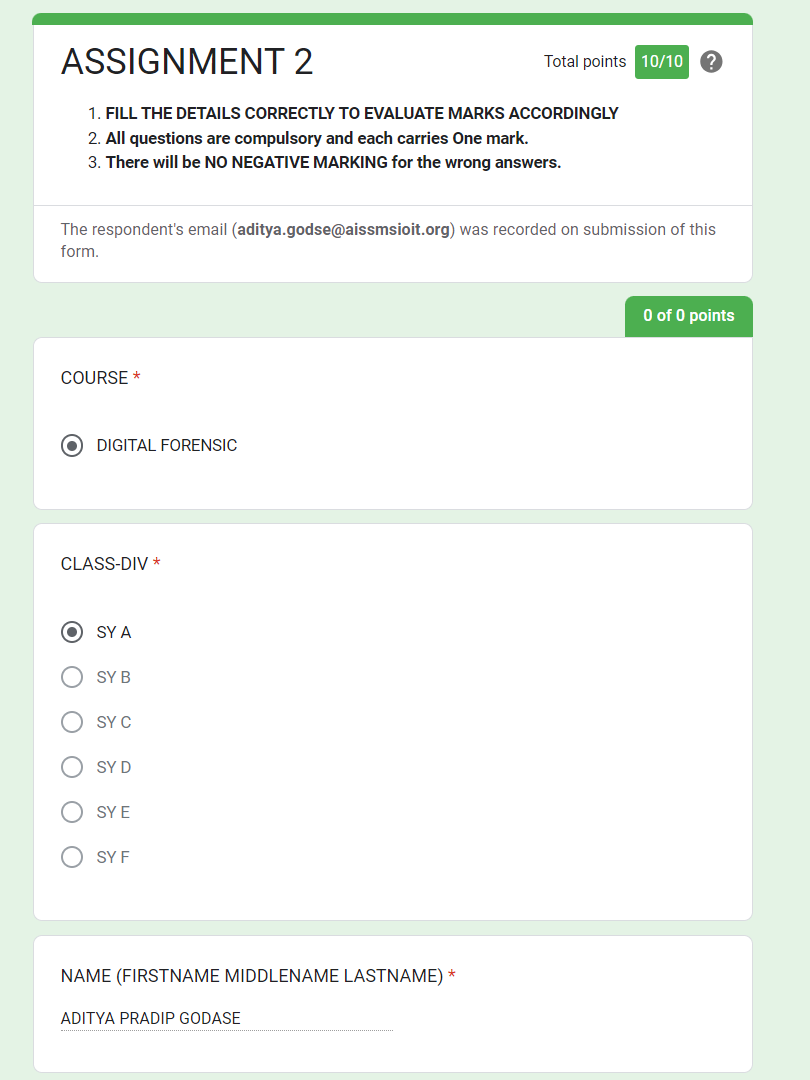 ASSIGNMENT 2
Total points 10/10 ?
1. FILL THE DETAILS CORRECTLY TO EVALUATE MARKS ACCORDINGLY
2. All questions are compulsory and each carries One mark.
3. There will be NO NEGATIVE MARKING for the wrong answers.
The respondent's email (aditya.godse@aissmsioit.org) was recorded on submission of this
form.
0 of 0 points
COURSE *
DIGITAL FORENSIC
CLASS-DIV *
SY A
SY B
SY C
SY D
SY E
SY F
NAME (FIRSTNAME MIDDLENAME LASTNAME) *
ADITYA PRADIP GODASE